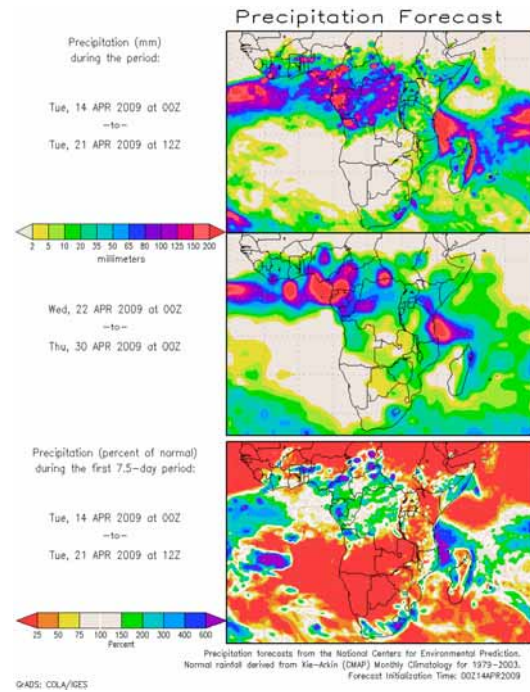 Precipitation Forecast
Precipitation (mm)
during the period:
Tue, 14 APR 2009 at 00Z
-to-
Tue, 21 APR 2009 at 12Z
2 5 10 20 35 50 65 80 100 125 150 200
millimeters
Wed, 22 APR 2009 at 00Z
-to-
Thu, 30 APR 2009 at 00Z
Precipitation (percent of normal)
during the first 7.5-day period:
Tue, 14 APR 2009 at 00Z
-to-
Tue, 21 APR 2009 at 12Z
25 50 75 100 150 200 300 400 600
Percent
Precipitation forecasts from the National Centers for Environmental Prediction.
Normal rainfall derived from Xie-Arkin (CMAP) Monthly Climatology for 1979-2003.
Forecast Initialization Time: 00Z14APR2009
GrADS: COLA/IGES